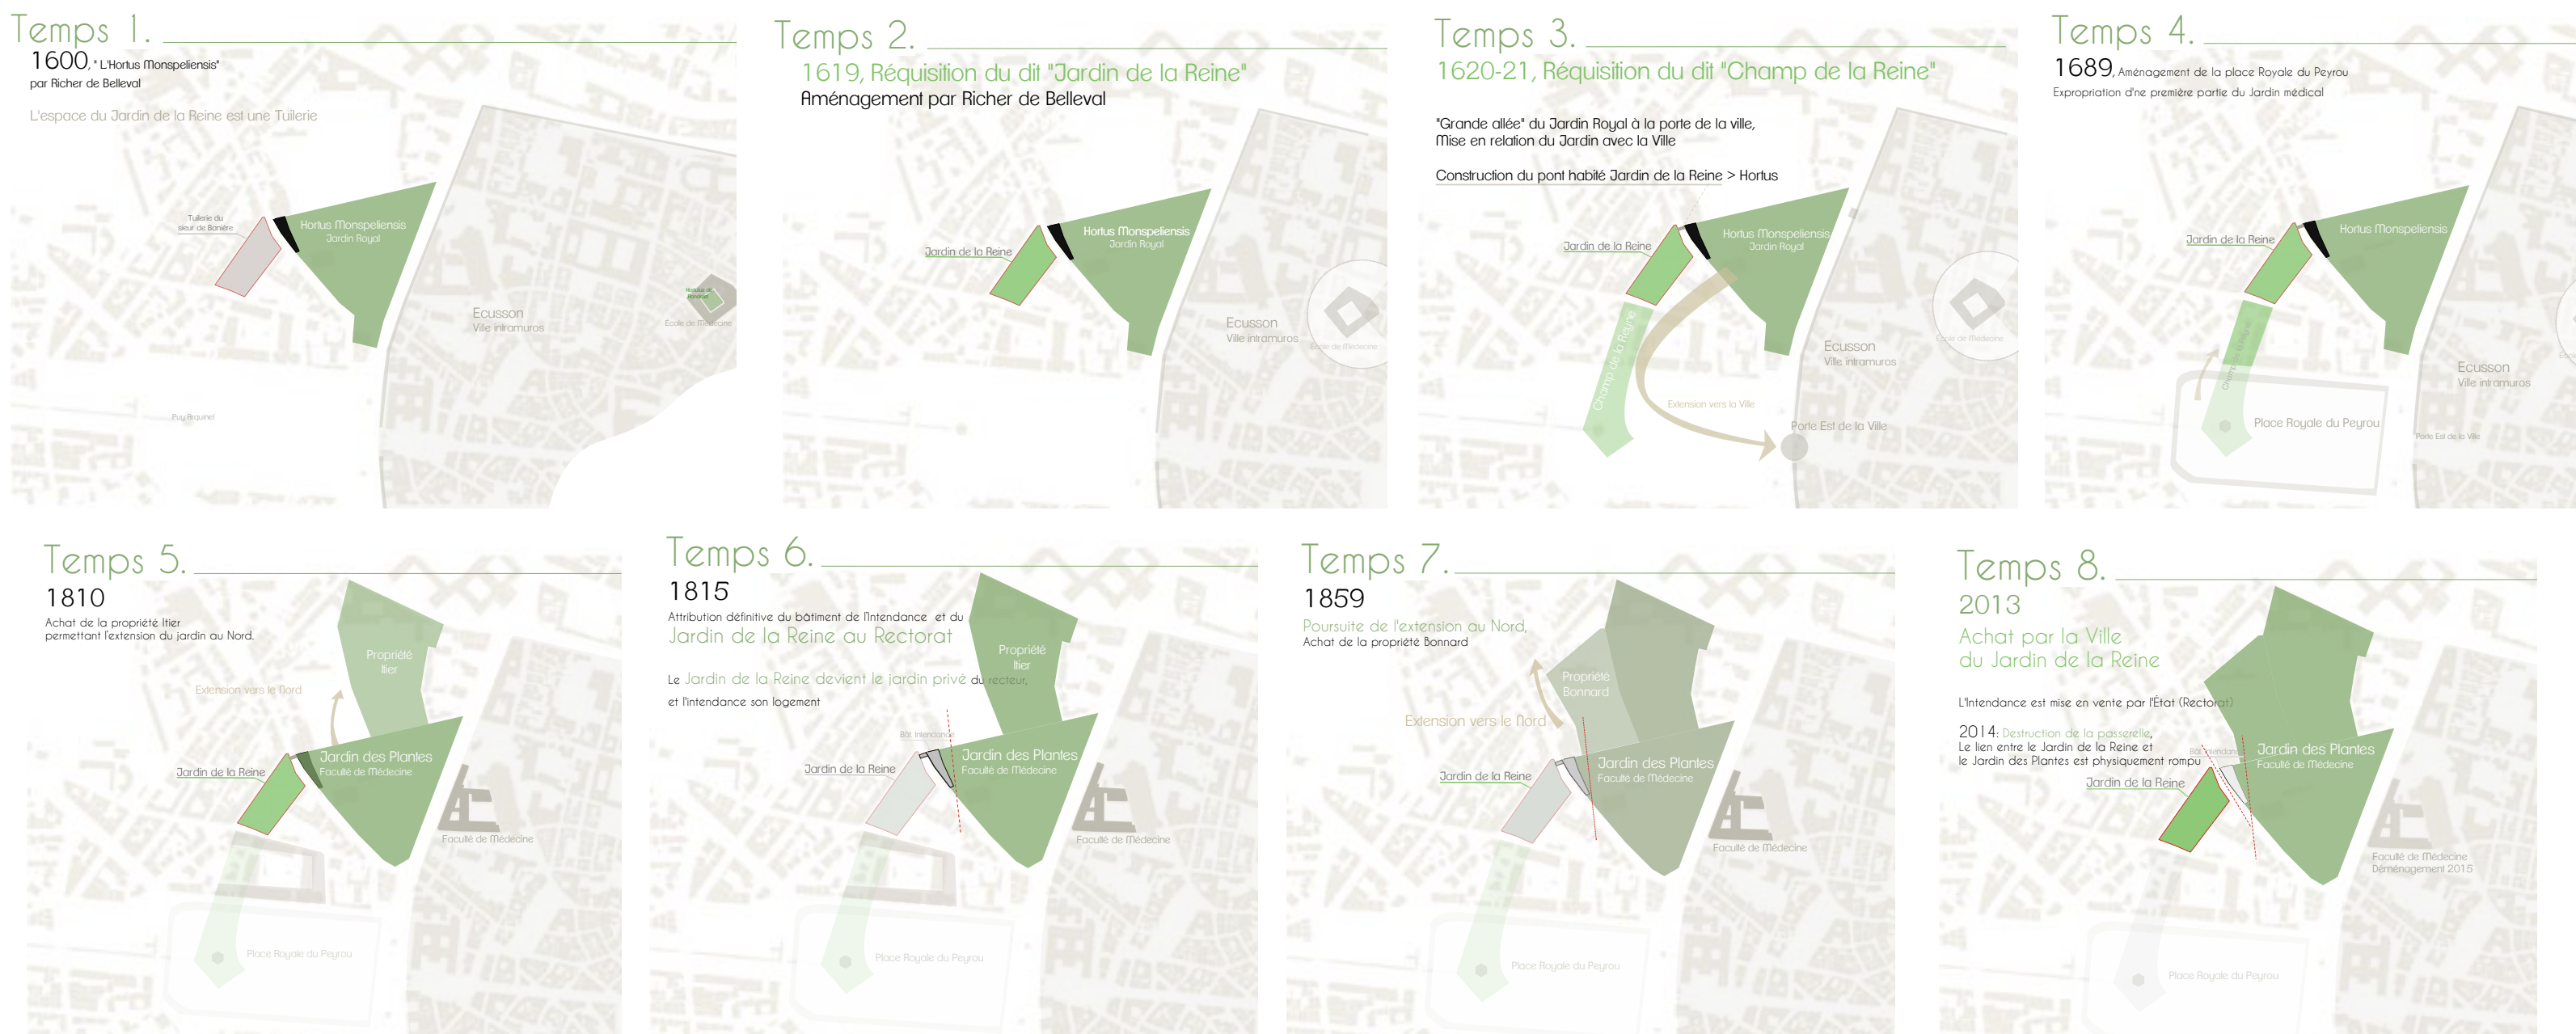 Temps 1.
1600, " L'Hortus Monspeliensis"
par Richer de Belleval
L'espace du Jardin de la Reine est une Tuilerie
Tuilerie du
sieur de Banière
Hortus Monspeliensis
Jardin Royal
École de Médecine
Ecusson
Ville intramuros
Puy Arquinel
Temps 2.
1619, Réquisition du dit "Jardin de la Reine"
Aménagement par Richer de Belleval
Hortus Monspeliensis
Jardin Royal
Jardin de la Reine
Ecusson
Ville intramuros
École de Médecine
Temps 3.
1620-21, Réquisition du dit "Champ de la Reine"
"Grande allée" du Jardin Royal à la porte de la ville,
Mise en relation du Jardin avec la Ville
Construction du pont habité Jardin de la Reine > Hortus
Hortus Monspeliensis
Jardin Royal
Jardin de la Reine
Champ de la Reyne
École de Médecine
Ecusson
Ville intramuros
Extension vers la Ville
Porte Est de la Ville
Temps 4.
1689, Aménagement de la place Royale du Peyrou
Expropriation d'ne première partie du Jardin médical
Hortus Monspeliensis
Jardin de la Reine
Ecusson
Ville intramuros
Place Royale du Peyrou
Porte Est de la Ville
Temps 5.
1810
Achat de la propriété Itier
permettant l'extension du jardin au Nord.
Propriété
Itier
Extension vers le Nord
Jardin des Plantes
Faculté de Médecine
Jardin de la Reine
Faculté de Médecine
Place Royale du Peyrou
Temps 6.
1815
Attribution définitive du bâtiment de l'Intendance et du
Jardin de la Reine au Rectorat
Le Jardin de la Reine devient le jardin privé du recteur,
et l'intendance son logement
Propriété
Itier
Bât. Intendance
Jardin des Plantes
Faculté de Médecine
Jardin de la Reine
Faculté de Médecine
Place Royale du Peyrou
Temps 7.
1859
Poursuite de l'extension au Nord,
Achat de la propriété Bonnard
Propriété
Bonnard
Extension vers le Nord
Jardin des Plantes
Faculté de Médecine
Jardin de la Reine
Faculté de Médecine
Place Royale du Peyrou
Temps 8.
2013
Achat par la Ville
du Jardin de la Reine
L'Intendance est mise en vente par l'État (Rectorat)
2014: Destruction de la passerelle,
Le lien entre le Jardin de la Reine et
le Jardin des Plantes est physiquement rompu
Bât. Intendance
Jardin des Plantes
Faculté de Médecine
Jardin de la Reine
Faculté de Médecine
Déménagement 2015
Place Royale du Peyrou